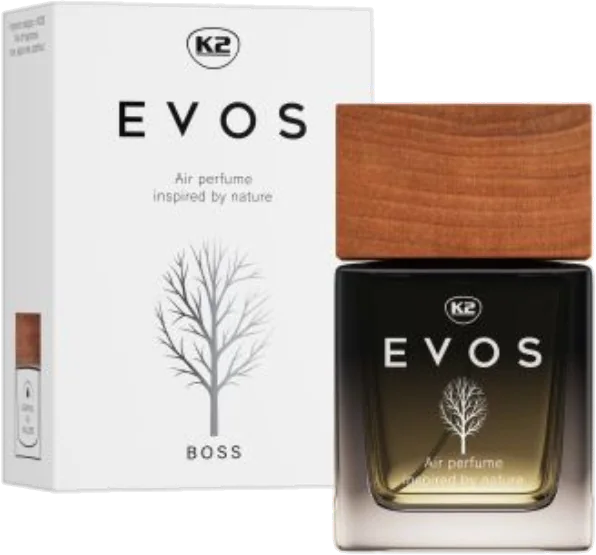 K2
EVOS
Air perfume
inspired by nature
BOSS
K2
EVOS
Air perfume
inspired by nature